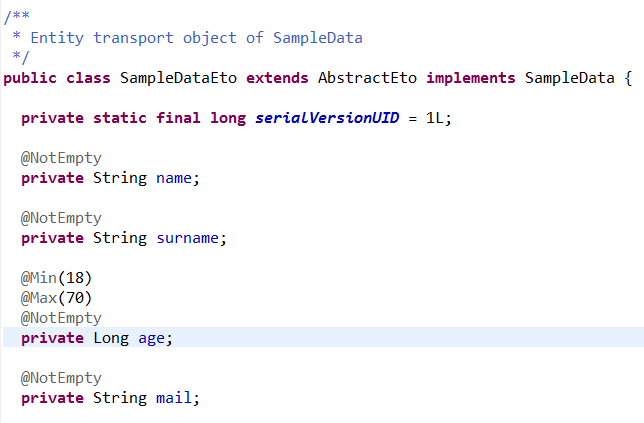 /**
 * Entity transport object of SampleData
 */
public class SampleDataEto extends AbstractEto implements SampleData {
private static final long serialVersionUID = 1L;
@NotEmpty
private String name;
@NotEmpty
private String surname;
@Min(18)
@Max(70)
@NotEmpty
private Long age;
@NotEmpty
private String mail;